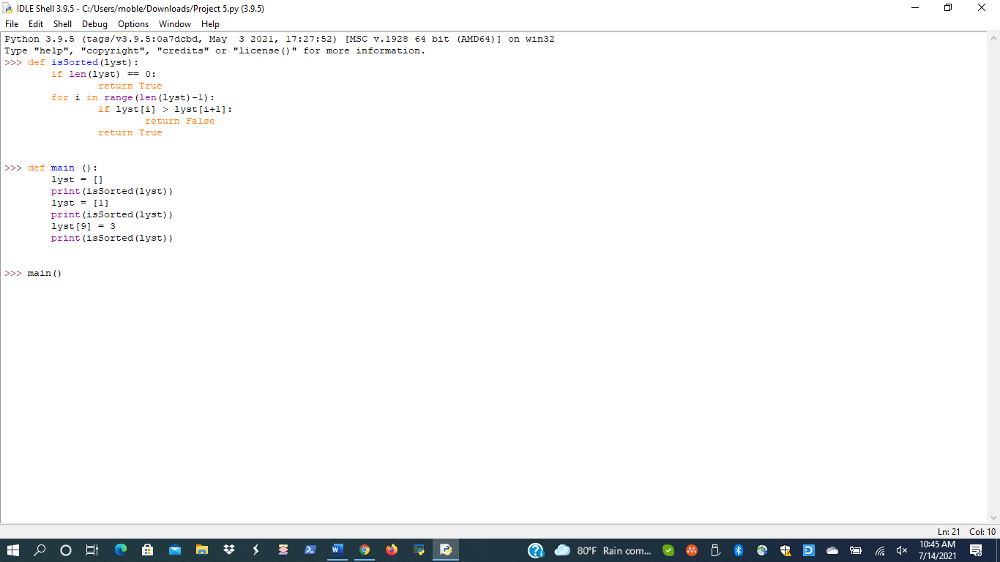 IDLE Shell 3.9.5 - C:/Users/moble/Downloads/Project 5.py (3.9.5)
File Edit Shell Debug Options Window Help
Python 3.9.5 (tags/v3.9.5:0a7dcbd, May  3 2021, 17:27:52) [MSC v.1928 64 bit (AMD64)] on win32
Type "help", "copyright", "credits" or "license()" for more information.
>>> def isSorted(lyst):
        if len(lyst) == 0:
                return True
        for i in range(len(lyst)-1):
                if lyst[i] > lyst[i+1]:
                        return False
                return True
>>> def main ():
        lyst = []
        print(isSorted(lyst))
        lyst = [1]
        print(isSorted(lyst))
        lyst[9] = 3
        print(isSorted(lyst))
>>> main()
Ln: 21 Col: 10
80°F Rain com...
10:45 AM
7/14/2021